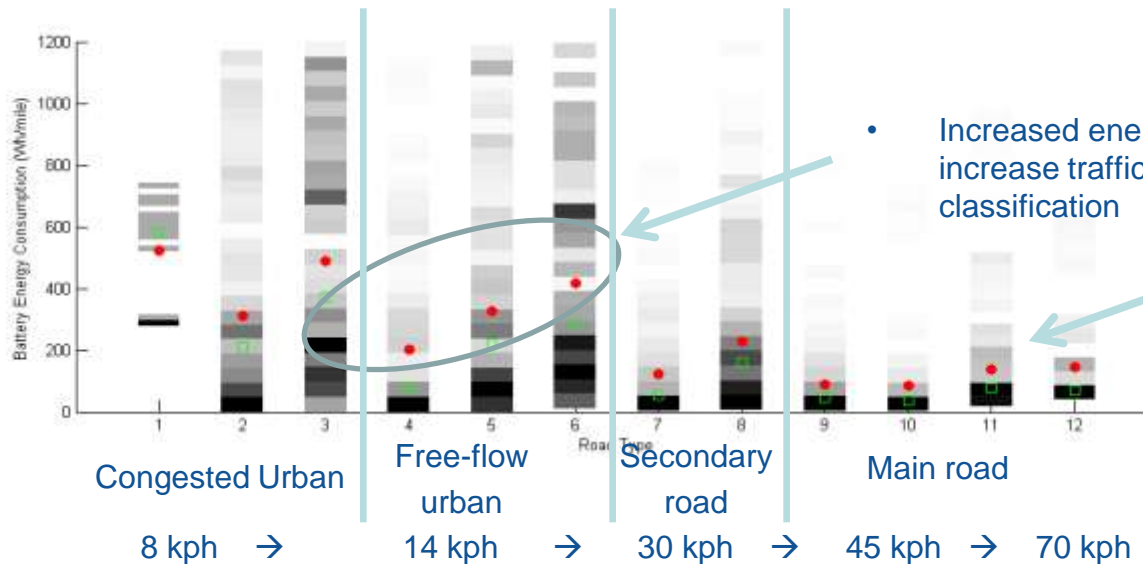 1200
1000
800
600
400
200
0
Battery Energy Consumption (Wh/mile)
• Increased ene
increase traffic
classification
1 2 3 4 5 6 7 8 9 10 11 12
Road Type
Congested Urban
Free-flow
urban
Secondary
road
Main road
8 kph → 14 kph → 30 kph → 45 kph → 70 kph